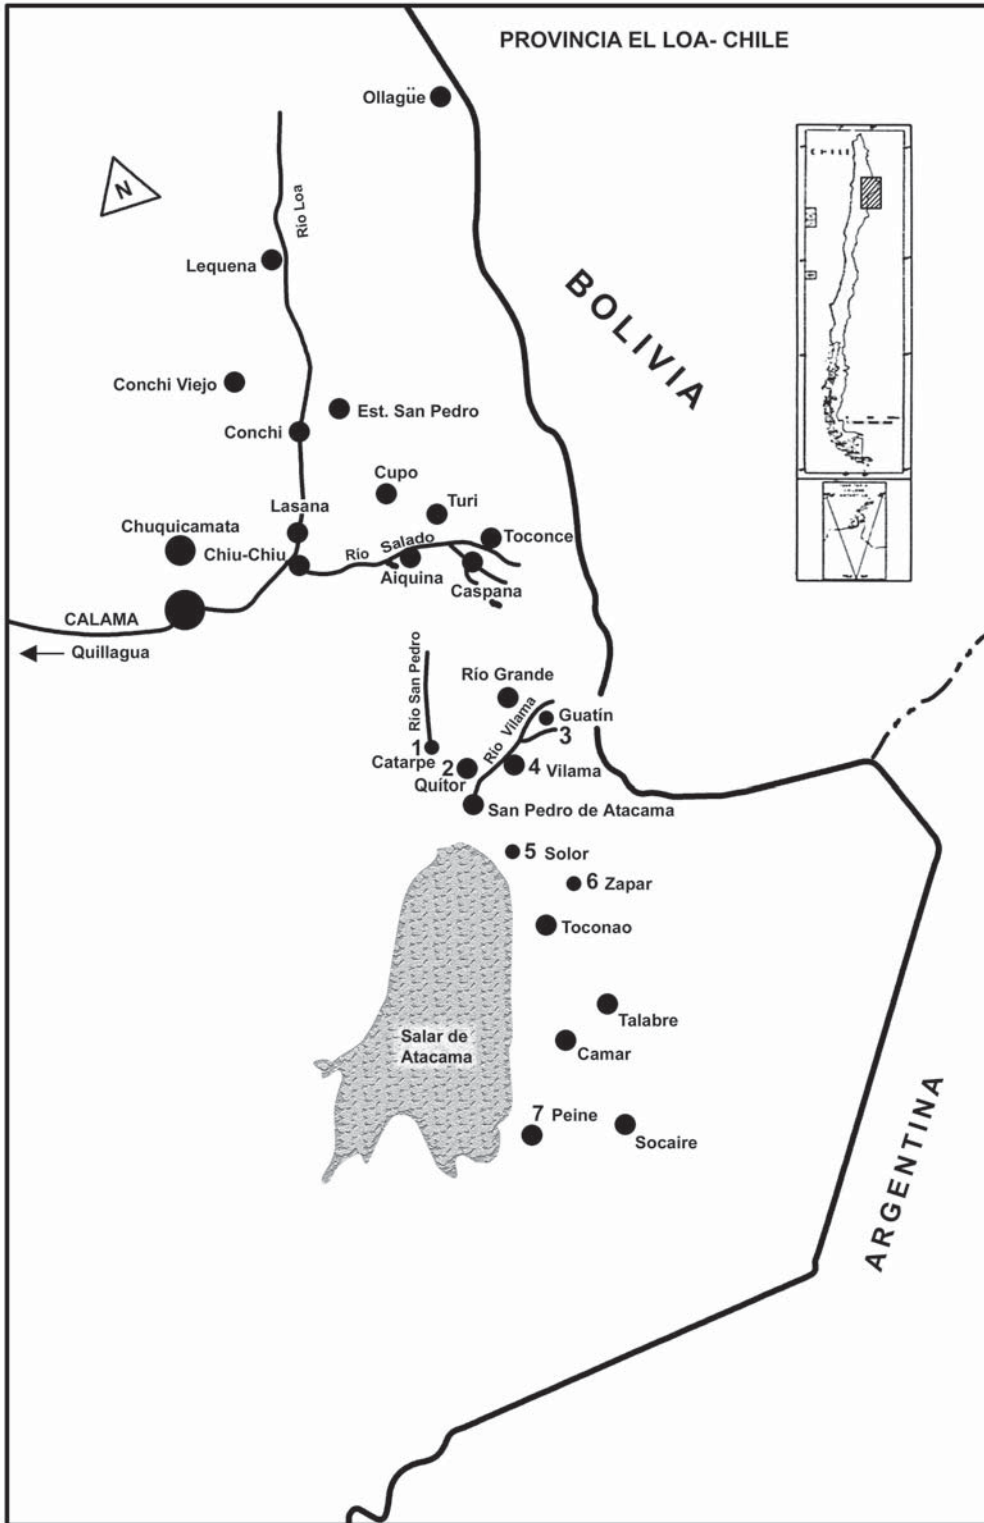 PROVINCIA EL LOA- CHILE
Ollagüe
CHILE
N
Río Loa
Lequena
BOLIVIA
Conchi Viejo
Est. San Pedro
Conchi
Cupo
Turi
Lasana
Chuquicamata
Río Salado
Toconce
Chiu-Chiu
Aiquina
Caspana
CALAMA
Quillagua
Río San Pedro
Río Grande
Río Vilama
Guatín
3
1
Catarpe
2
Quítor
4 Vilama
San Pedro de Atacama
5 Solor
6 Zapar
Toconao
Talabre
Salar de
Atacama
Camar
7 Peine
Socaire
ARGENTINA